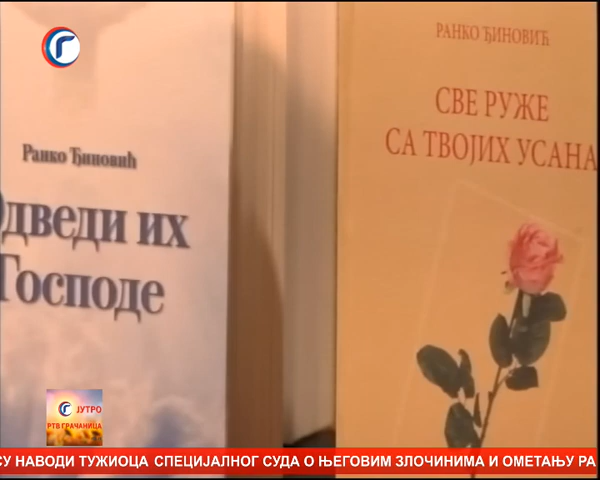 Ранко Ђиновић
Одведи их
Господе
РАНКО ЂИНОВИЋ
СВЕ РУЖЕ
СА ТВОЈИХ УСАНА
ЈУТРО
РТВ ГРАЧАНИЦА
СУ НАВОДИ ТУЖИОЦА СПЕЦИЈАЛНОГ СУДА О ЊЕГОВИМ ЗЛОЧИНИМА И ОМЕТАЊУ РА